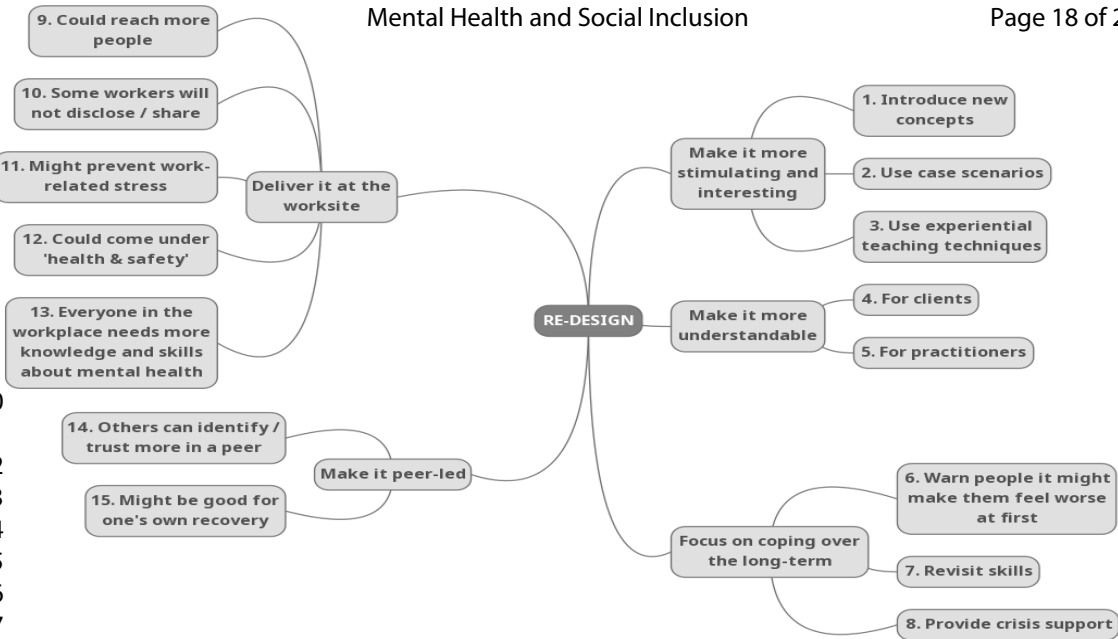 Mental Health and Social Inclusion
Page 18 of 2
9. Could reach more
people
10. Some workers will
not disclose / share
11. Might prevent work-
related stress
12. Could come under
'health & safety'
13. Everyone in the
workplace needs more
knowledge and skills
about mental health
Deliver it at the
worksite
14. Others can identify /
trust more in a peer
15. Might be good for
one's own recovery
Make it peer-led
RE-DESIGN
Make it more
stimulating and
interesting
1. Introduce new
concepts
2. Use case scenarios
3. Use experiential
teaching techniques
Make it more
understandable
4. For clients
5. For practitioners
Focus on coping over
the long-term
6. Warn people it might
make them feel worse
at first
7. Revisit skills
8. Provide crisis support